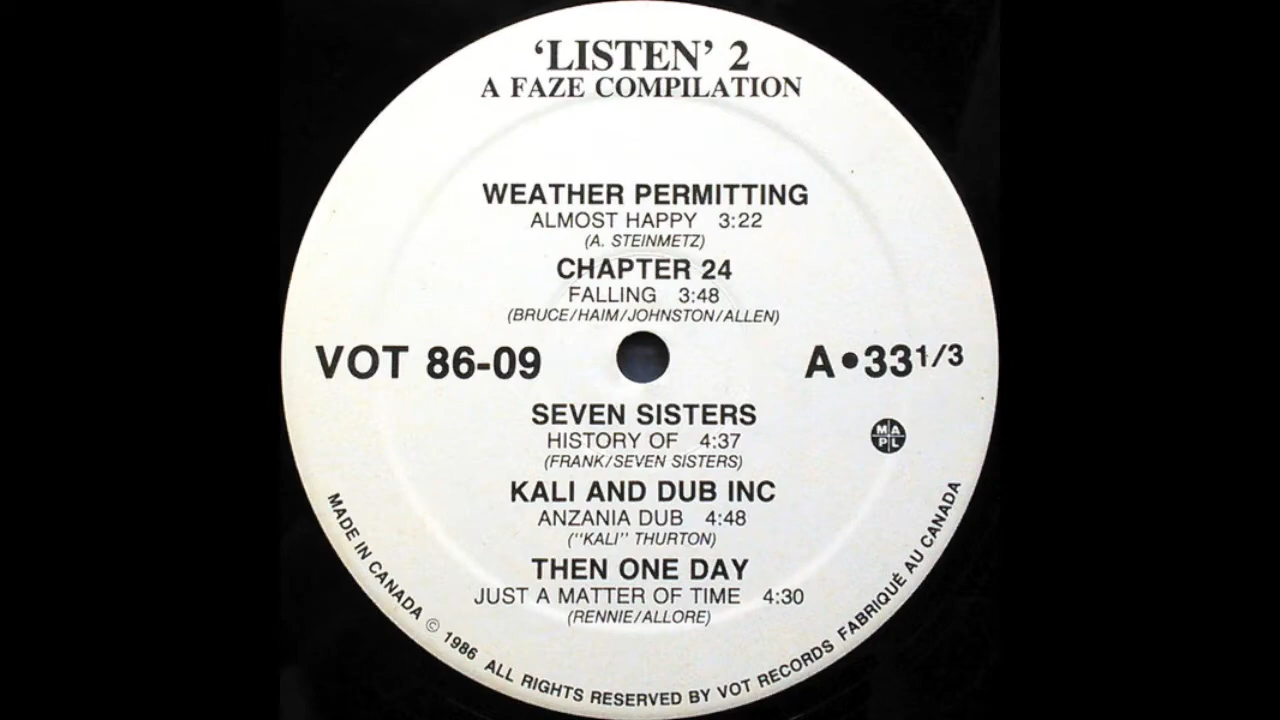 ‘LISTEN’ 2
A FAZE COMPILATION
WEATHER PERMITTING
ALMOST HAPPY 3:22
(A. STEINMETZ)
CHAPTER 24
FALLING 3:48
(BRUCE/HAIM/JOHNSTON/ALLEN)
VOT 86-09
A•33 1/3
SEVEN SISTERS
HISTORY OF 4:37
(FRANK/SEVEN SISTERS)
MAPL
KALI AND DUB INC
ANZANIA DUB 4:48
("KALI" THURTON)
THEN ONE DAY
JUST A MATTER OF TIME 4:30
(RENNIE/ALLORE)
MADE IN CANADA © 1986 ALL RIGHTS RESERVED BY VOT RECORDS FABRIQUÉ AU CANADA